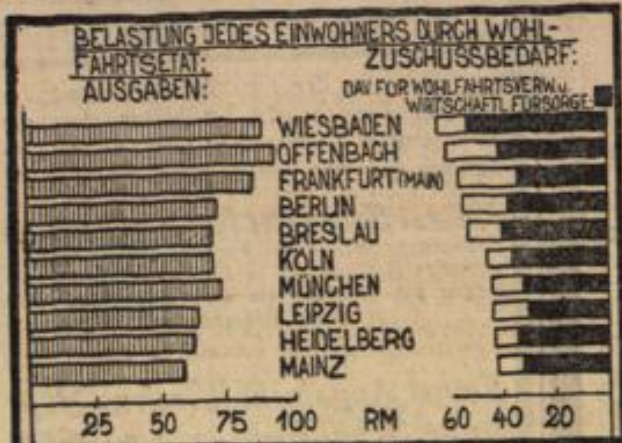 BELASTUNG JEDES EINWOHNERS DURCH WOHL-
FAHRTSETAT:
AUSGABEN:
ZUSCHUSSBEDARF:
DAV. FÜR WOHLFAHRTSVERW. u.
WIRTSCHAFTL. FÜRSORGE:
WIESBADEN
OFFENBACH
FRANKFURT (MAIN)
BERLIN
BRESLAU
KÖLN
MÜNCHEN
LEIPZIG
HEIDELBERG
MAINZ
25 50 75 100 RM 60 40 20